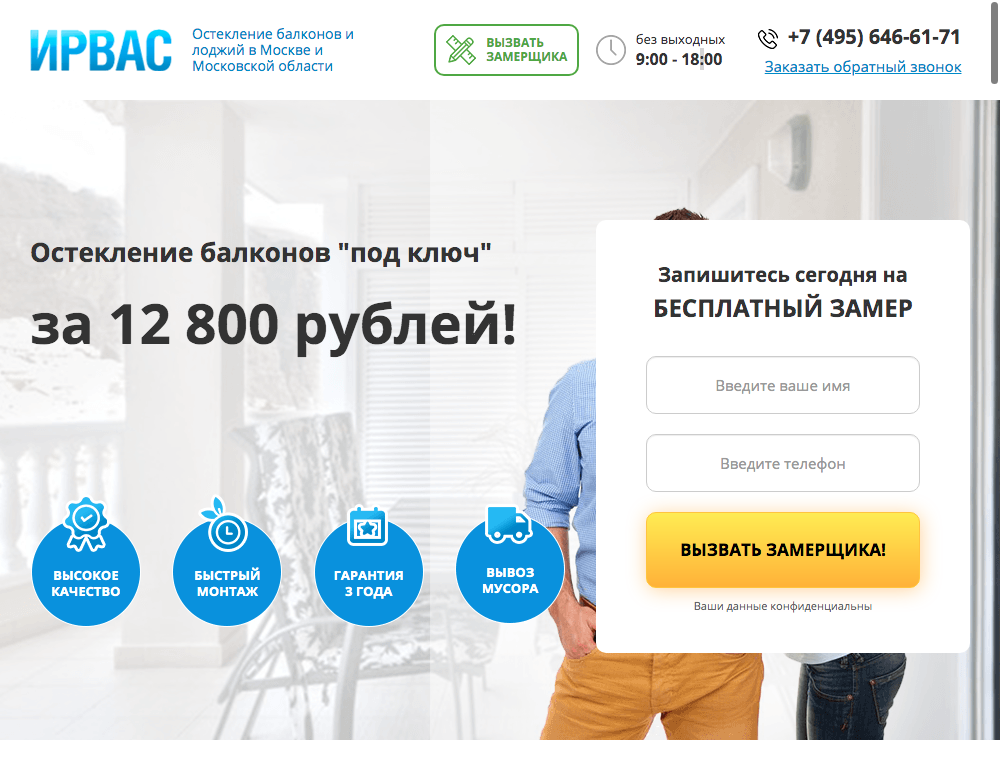 ИРВАС
Остекление балконов и
лоджий в Москве и
Московской области
ВЫЗВАТЬ
ЗАМЕРЩИКА
без выходных
9:00 - 18:00
+7 (495) 646-61-71
Заказать обратный звонок
Остекление балконов "под ключ"
за 12 800 рублей!
ВЫСОКОЕ
КАЧЕСТВО
БЫСТРЫЙ
МОНТАЖ
ГАРАНТИЯ
3 ГОДА
ВЫВОЗ
МУСОРА
Запишитесь сегодня на
БЕСПЛАТНЫЙ ЗАМЕР
Введите ваше имя
Введите телефон
ВЫЗВАТЬ ЗАМЕРЩИКА!
Ваши данные конфиденциальны